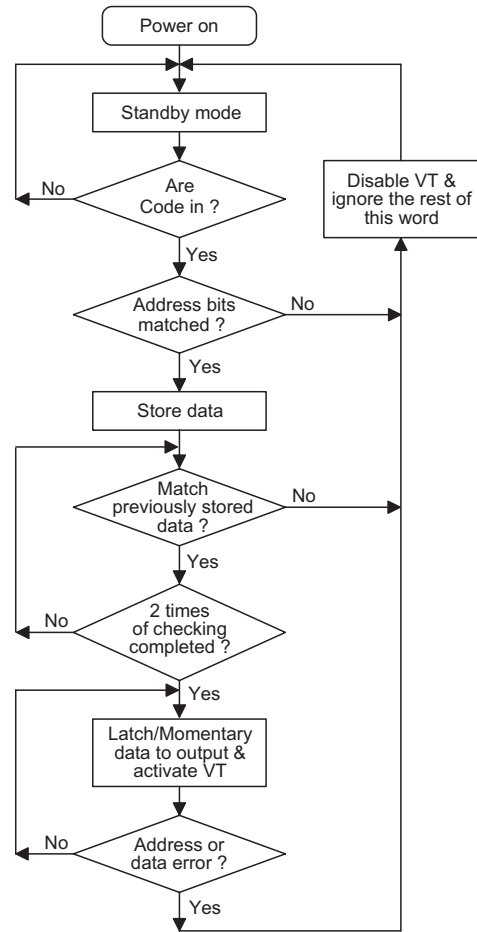 Power on
Standby mode
No
Are
Code in ?
Disable VT &
ignore the rest of
this word
Yes
Address bits
matched ?
No
Yes
Store data
Match
previously stored
data ?
No
Yes
No
2 times
of checking
completed ?
Yes
Latch/Momentary
data to output &
activate VT
No
Address or
data error ?
Yes